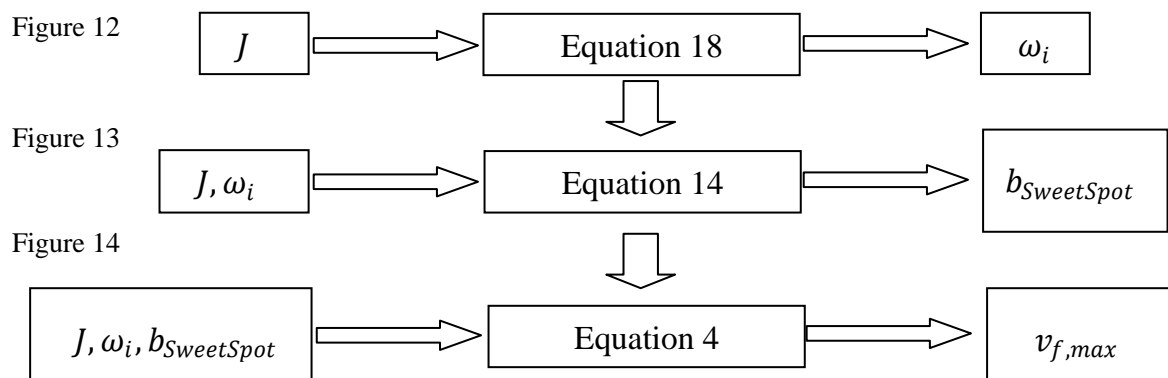 Figure 12
J Equation 18 ω_i
Figure 13
J, ω_i Equation 14 b_SweetSpot
Figure 14
J, ω_i, b_SweetSpot Equation 4 v_f,max